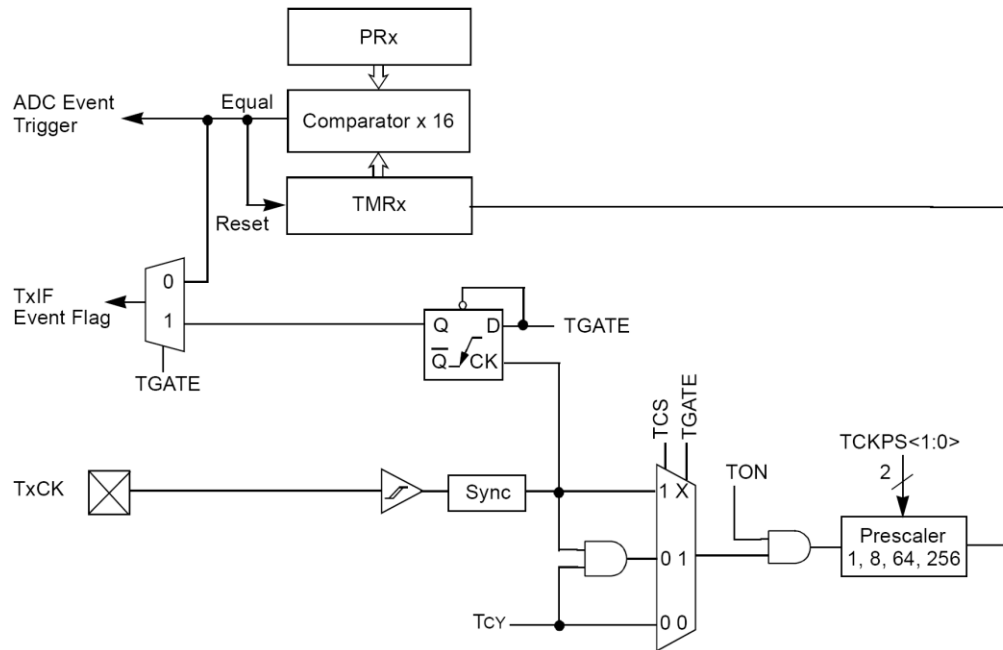 PRx
ADC Event
Trigger
Equal
Comparator x 16
Reset
TMRx
0
1
TxIF
Event Flag
TGATE
Q
D
Q̅
CK
TGATE
TCS
TGATE
TCKPS<1:0>
2
TON
TxCK
Sync
1 X
0 1
0 0
Prescaler
1, 8, 64, 256
TCY